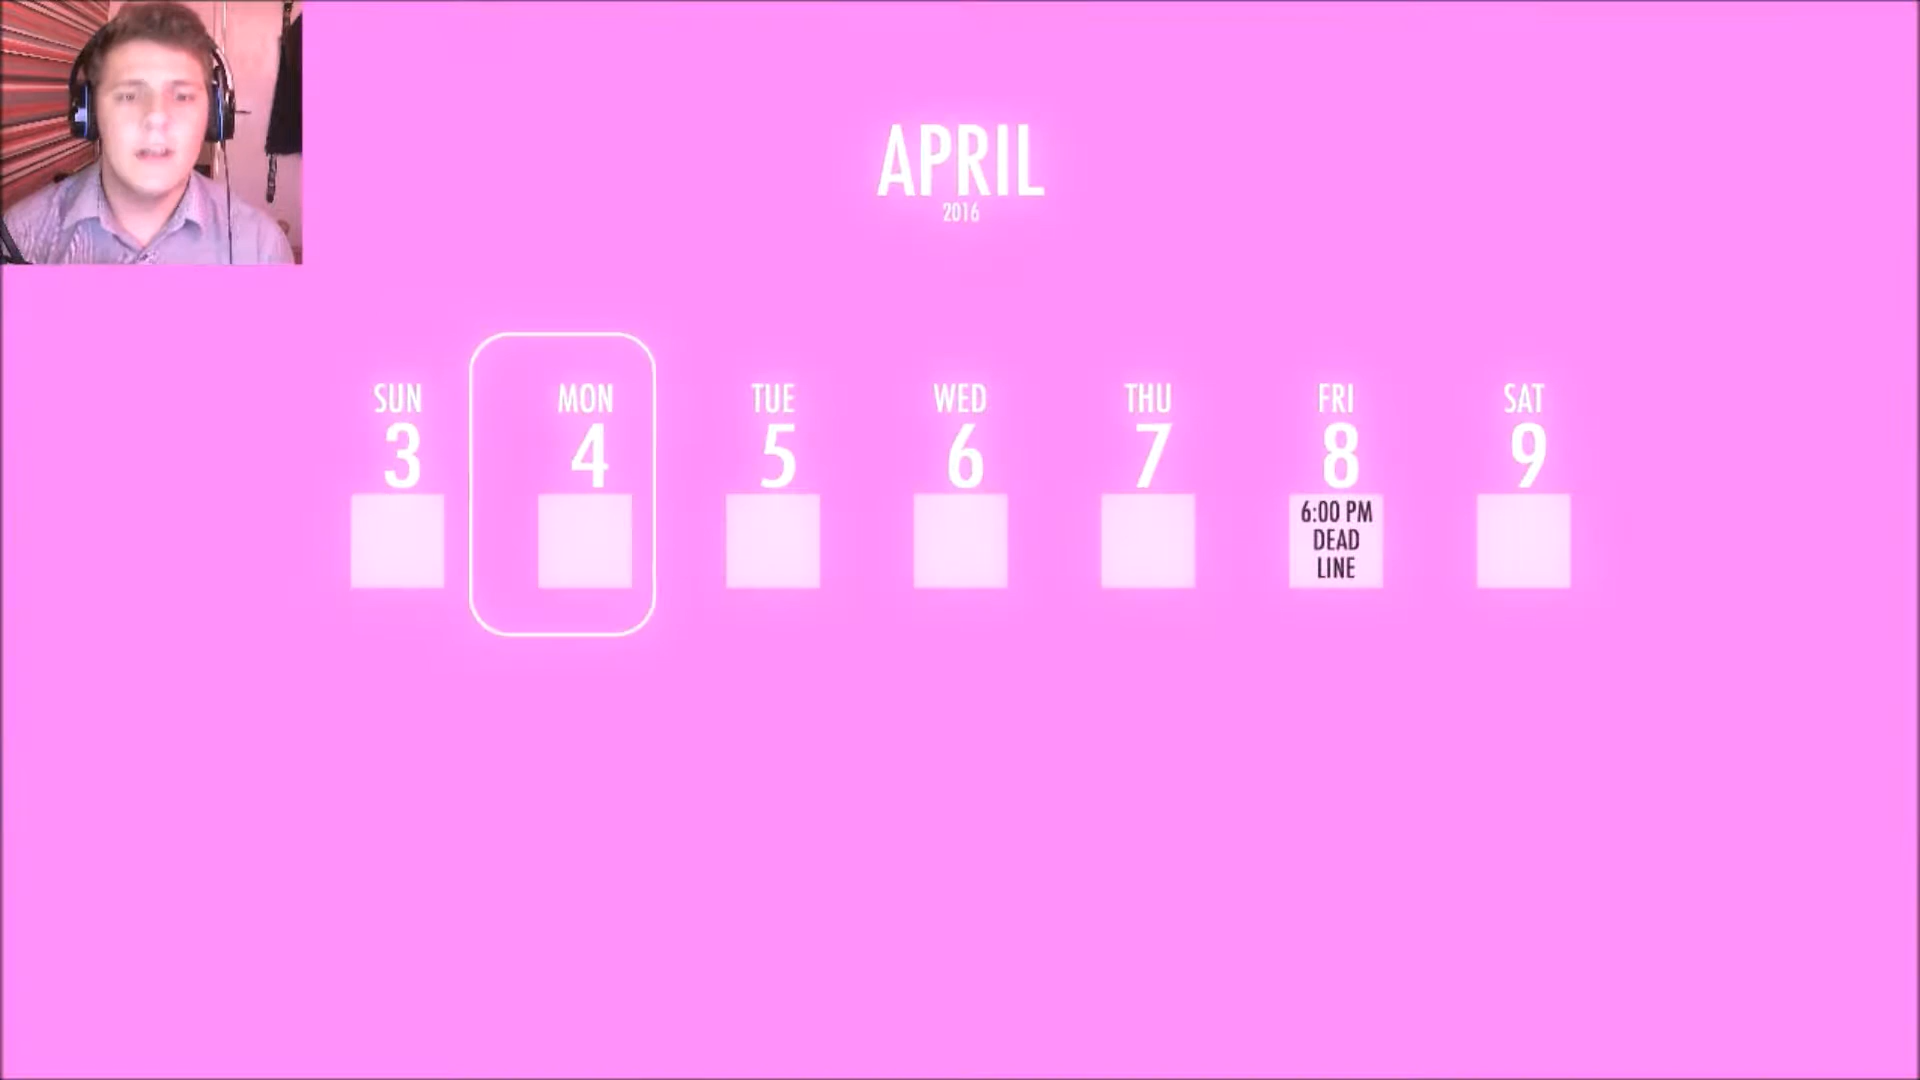 APRIL
2016
SUN MON TUE WED THU FRI SAT
3 4 5 6 7 8 9
6:00 PM
DEAD
LINE